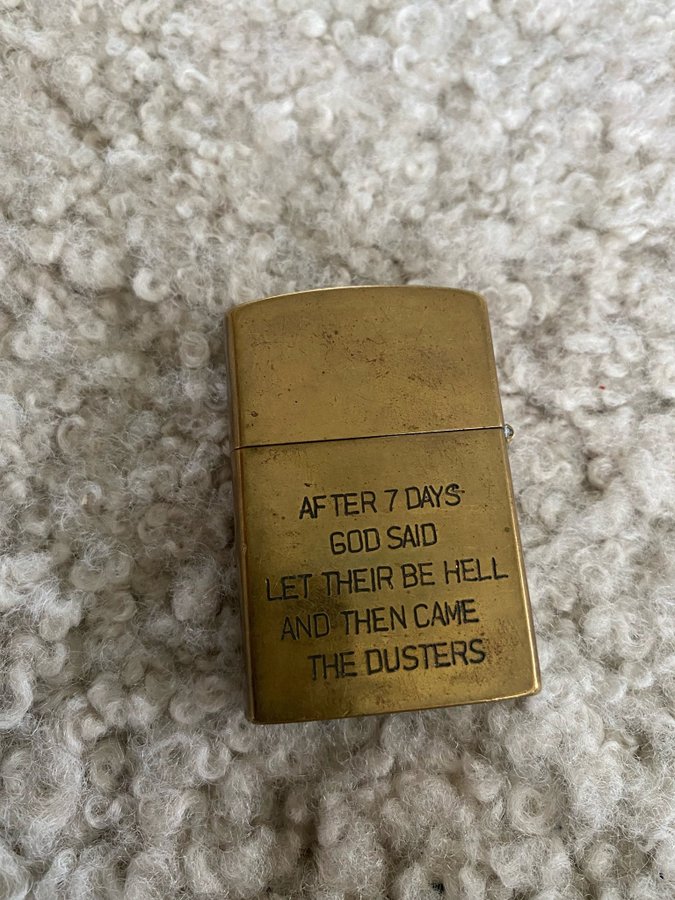 AFTER 7 DAYS
GOD SAID
LET THEIR BE HELL
AND THEN CAME
THE DUSTERS